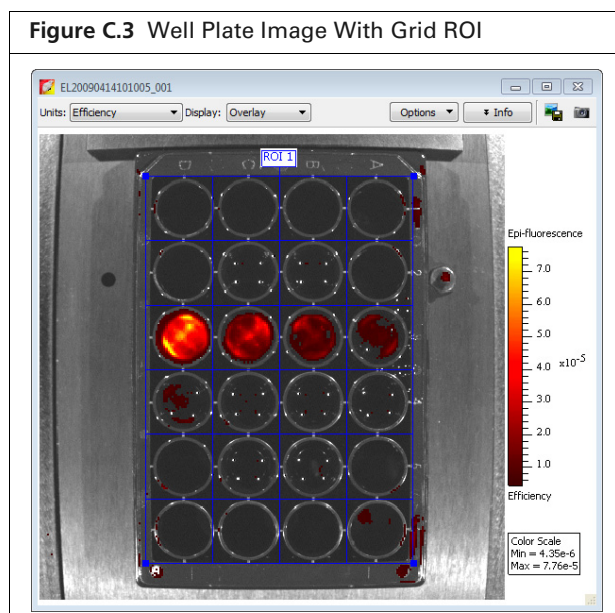 Figure C.3 Well Plate Image With Grid ROI
EL20090414101005_001
Units: Efficiency Display: Overlay Options Info
ROI 1
D C B A
Epi-fluorescence
7.0
6.0
5.0
4.0 x10-5
3.0
2.0
1.0
Efficiency
Color Scale
Min = 4.35e-6
Max = 7.76e-5